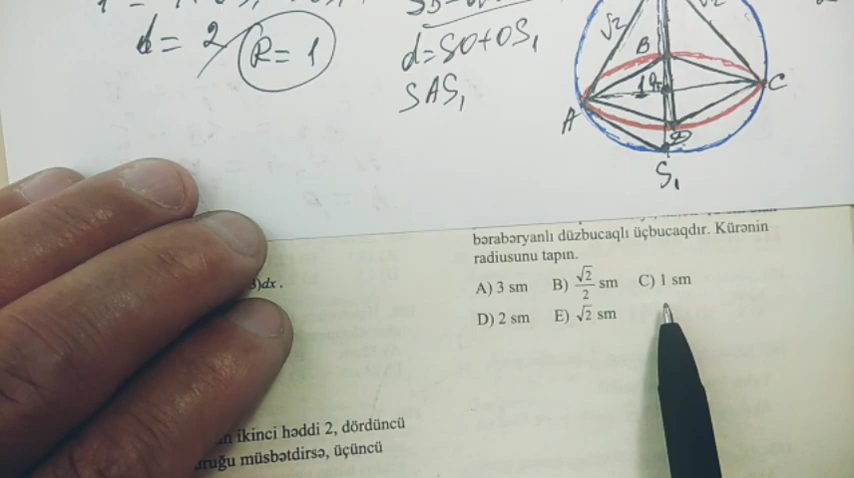 d = 2
R = 1
d = SO + OS₁
SAS₁
√2
√2
B
1
A
C
D
S₁
bərabəryanlı düzbucaqlı üçbucaqdır. Kürənin
radiusunu tapın.
A) 3 sm B) √2/2 sm C) 1 sm
D) 2 sm E) √2 sm
)dx .
ikinci həddi 2, dördüncü
müsbətdirsə, üçüncü